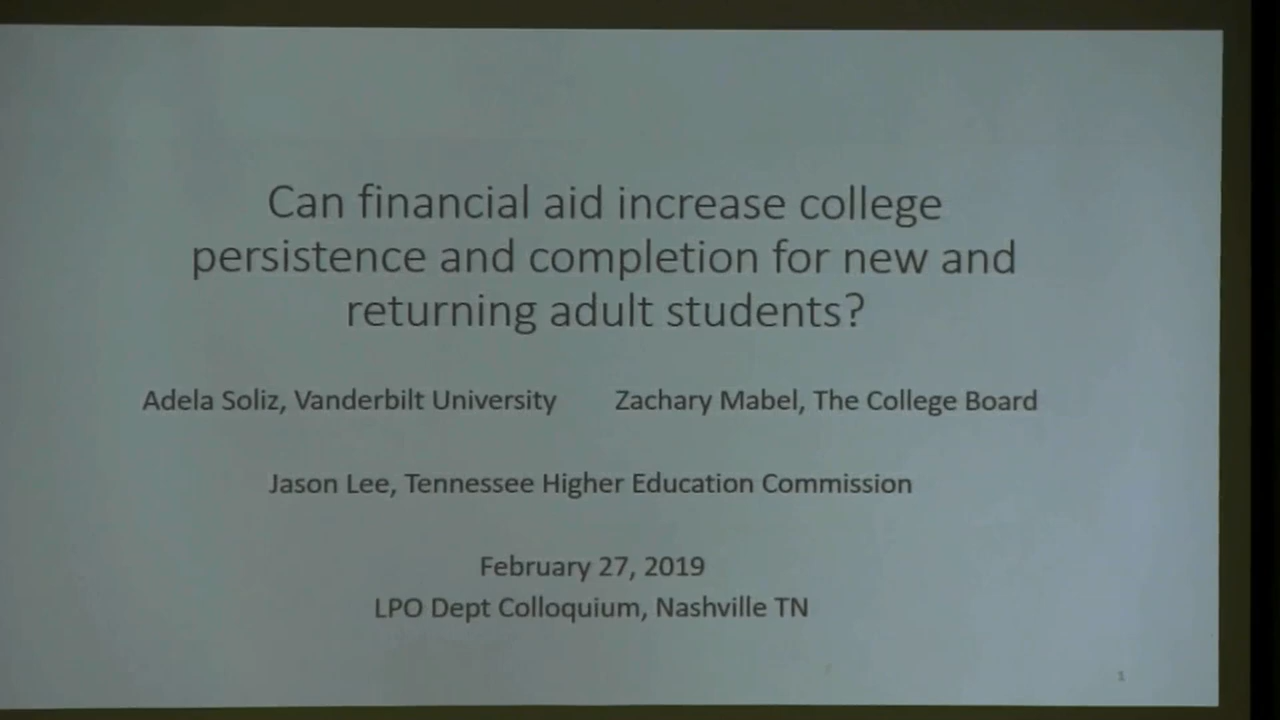 Can financial aid increase college
persistence and completion for new and
returning adult students?
Adela Soliz, Vanderbilt University Zachary Mabel, The College Board
Jason Lee, Tennessee Higher Education Commission
February 27, 2019
LPO Dept Colloquium, Nashville TN
1